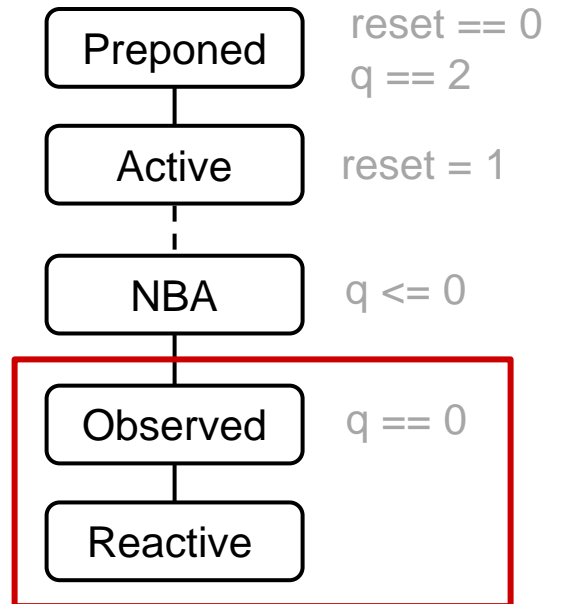 Preponed
reset == 0
q == 2
Active
reset = 1
NBA
q <= 0
Observed
q == 0
Reactive